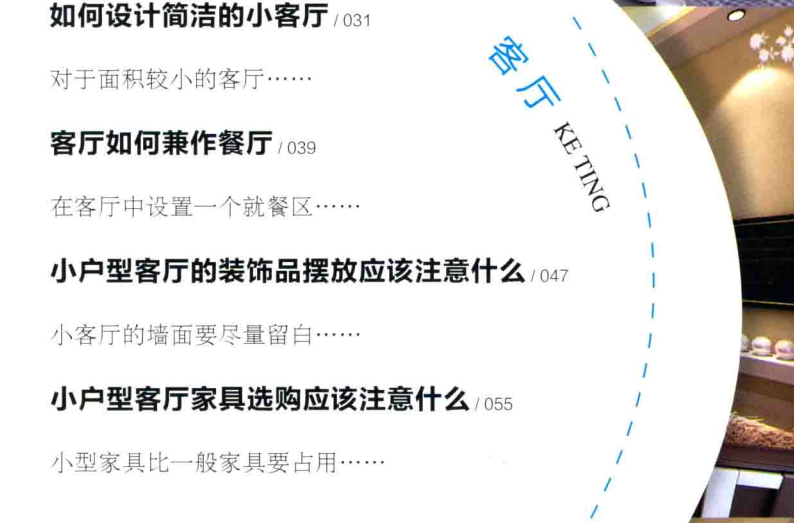 如何设计简洁的小客厅 / 031
对于面积较小的客厅……
客厅如何兼作餐厅 / 039
在客厅中设置一个就餐区……
小户型客厅的装饰品摆放应该注意什么 / 047
小客厅的墙面要尽量留白……
小户型客厅家具选购应该注意什么 / 055
小型家具比一般家具要占用……
客厅
KE TING